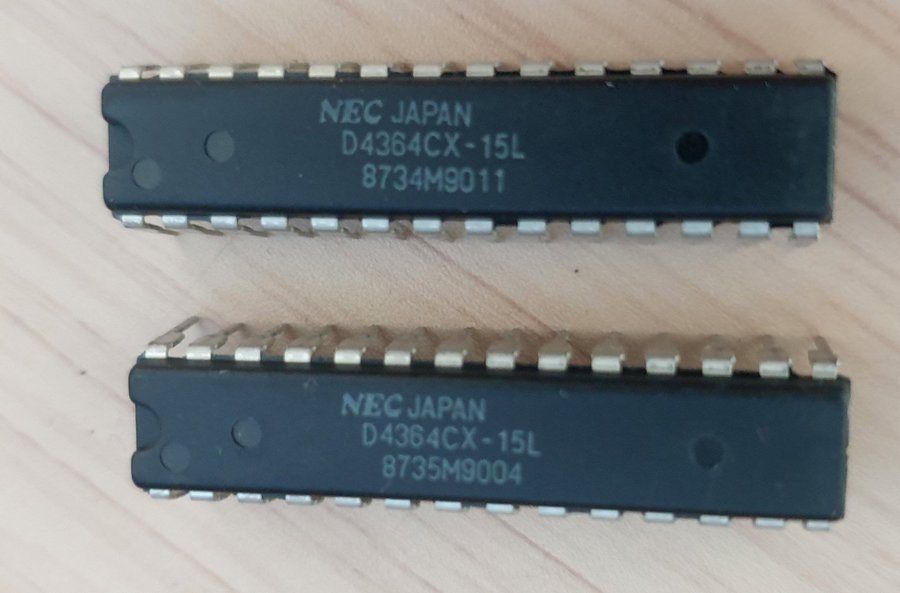 NEC JAPAN
D4364CX-15L
8734M9011
NEC JAPAN
D4364CX-15L
8735M9004